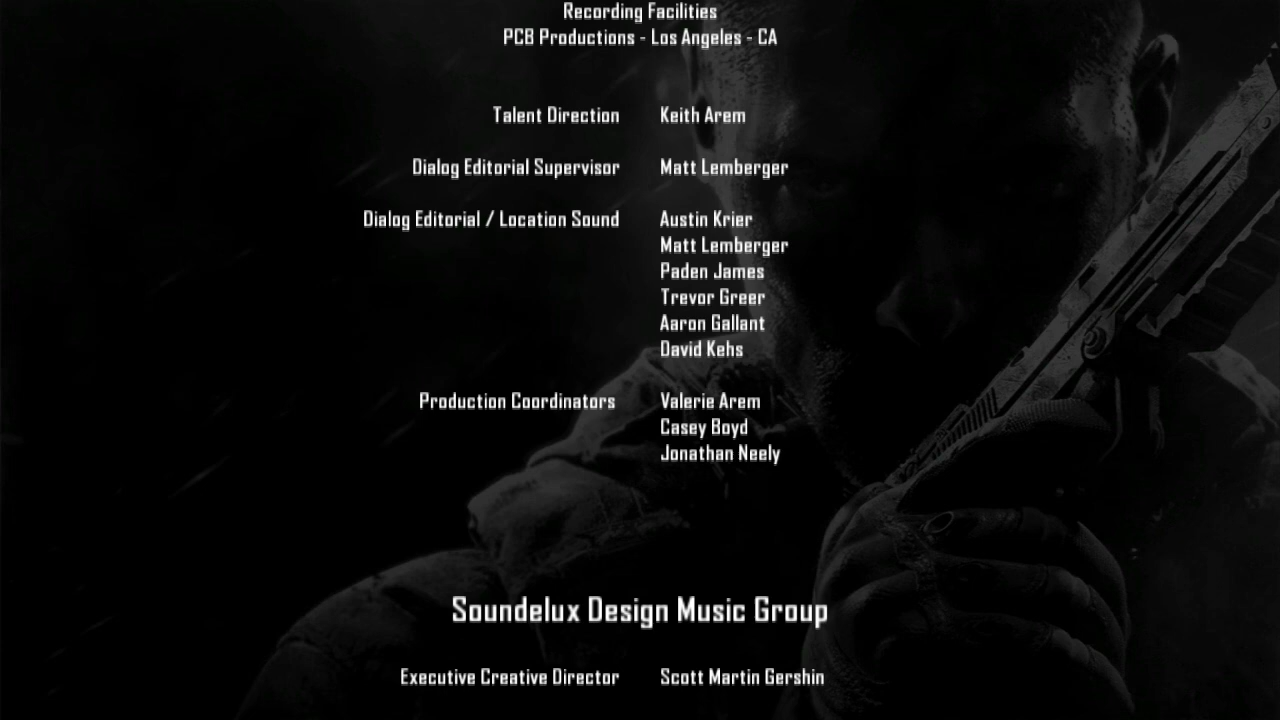 Recording Facilities
PCB Productions - Los Angeles - CA
Talent Direction Keith Arem
Dialog Editorial Supervisor Matt Lemberger
Dialog Editorial / Location Sound Austin Krier
Matt Lemberger
Paden James
Trevor Greer
Aaron Gallant
David Kehs
Production Coordinators Valerie Arem
Casey Boyd
Jonathan Neely
Soundelux Design Music Group
Executive Creative Director Scott Martin Gershin